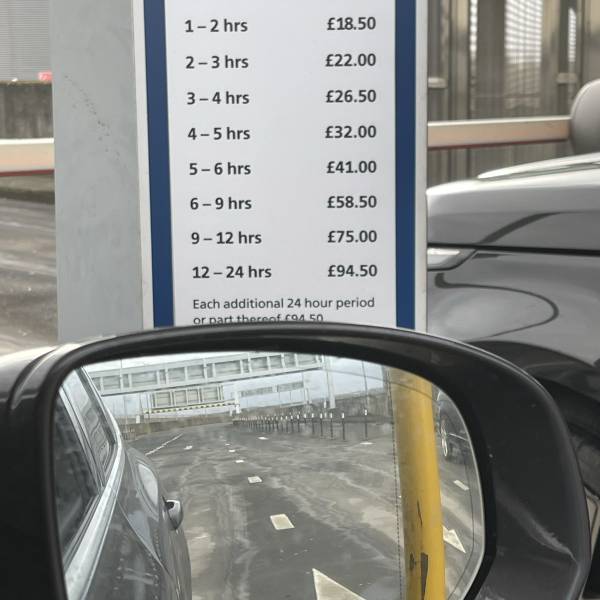 1 – 2 hrs £18.50
2 – 3 hrs £22.00
3 – 4 hrs £26.50
4 – 5 hrs £32.00
5 – 6 hrs £41.00
6 – 9 hrs £58.50
9 – 12 hrs £75.00
12 – 24 hrs £94.50
Each additional 24 hour period
or part thereof £94.50